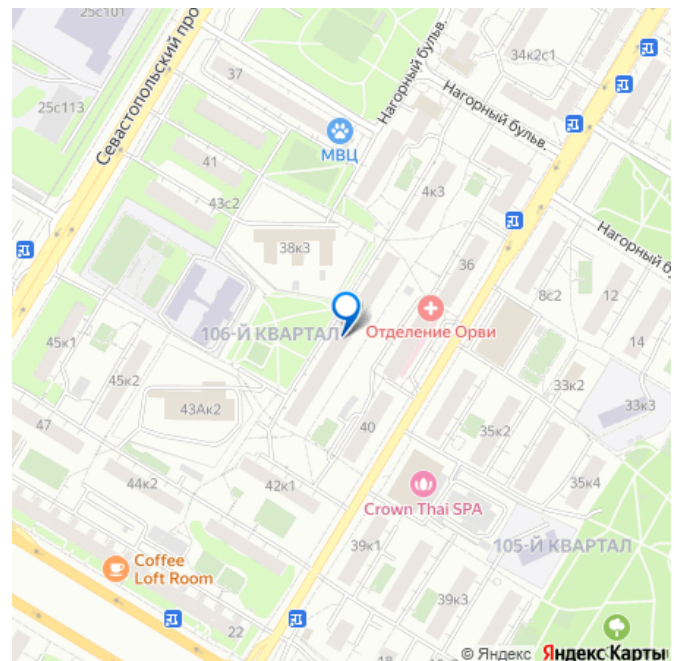 25с101
Севастопольский про
34к2с1
37
Нагорный бульв.
25с113
Нагорный бульв.
МВЦ
41
4к3
43с2
38к3
36
Нагорный б
8с2
12
Отделение Орви
106-Й КВАРТАЛ
14
45к1
45к2
33к2
33к3
43Ак2
47
40
35к2
44к2
42к1
35к4
Crown Thai SPA
39к1
105-Й КВАРТАЛ
Coffee
Loft Room
39к3
22
© Яндекс Яндекс Карты